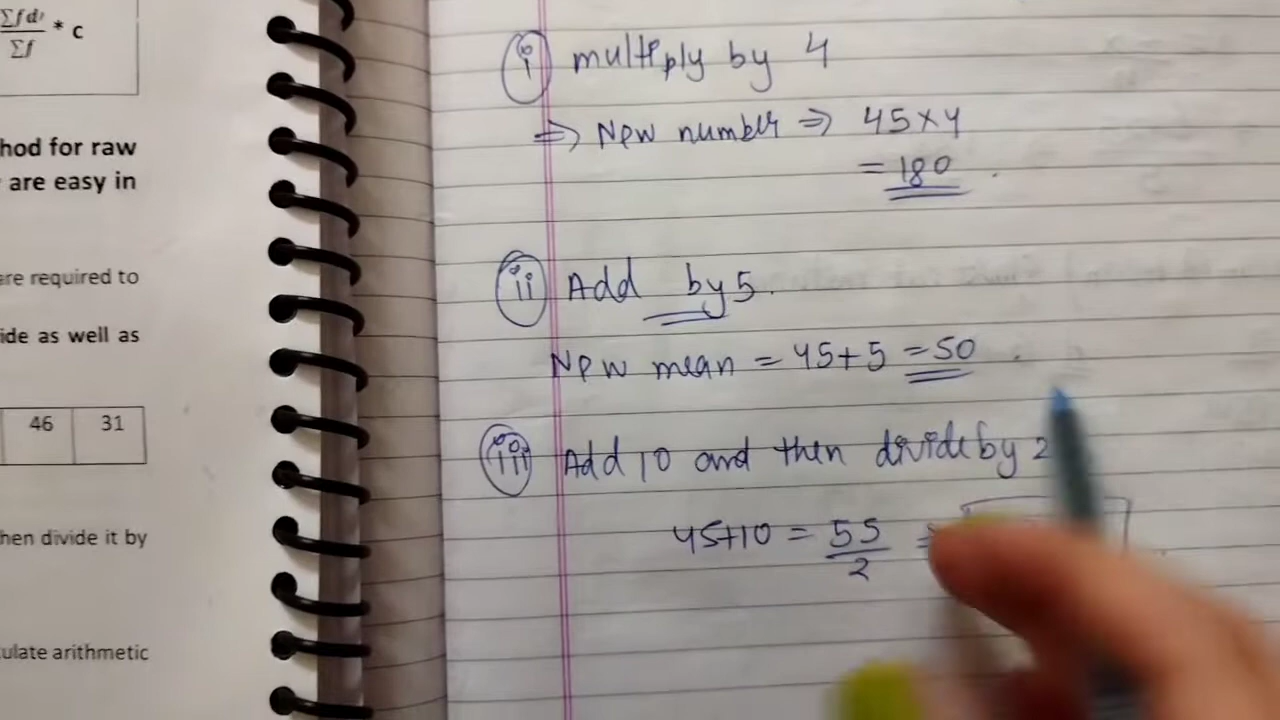 Σfd′
Σf
* c
hod for raw
are easy in
ere required to
ide as well as
46 31
hen divide it by
ulate arithmetic
i multiply by 4
⇒ New number ⇒ 45×4
= 180
ii Add by 5.
New mean = 45+5 = 50
iii Add 10 and then divide by 2
45+10 = 55
2
=